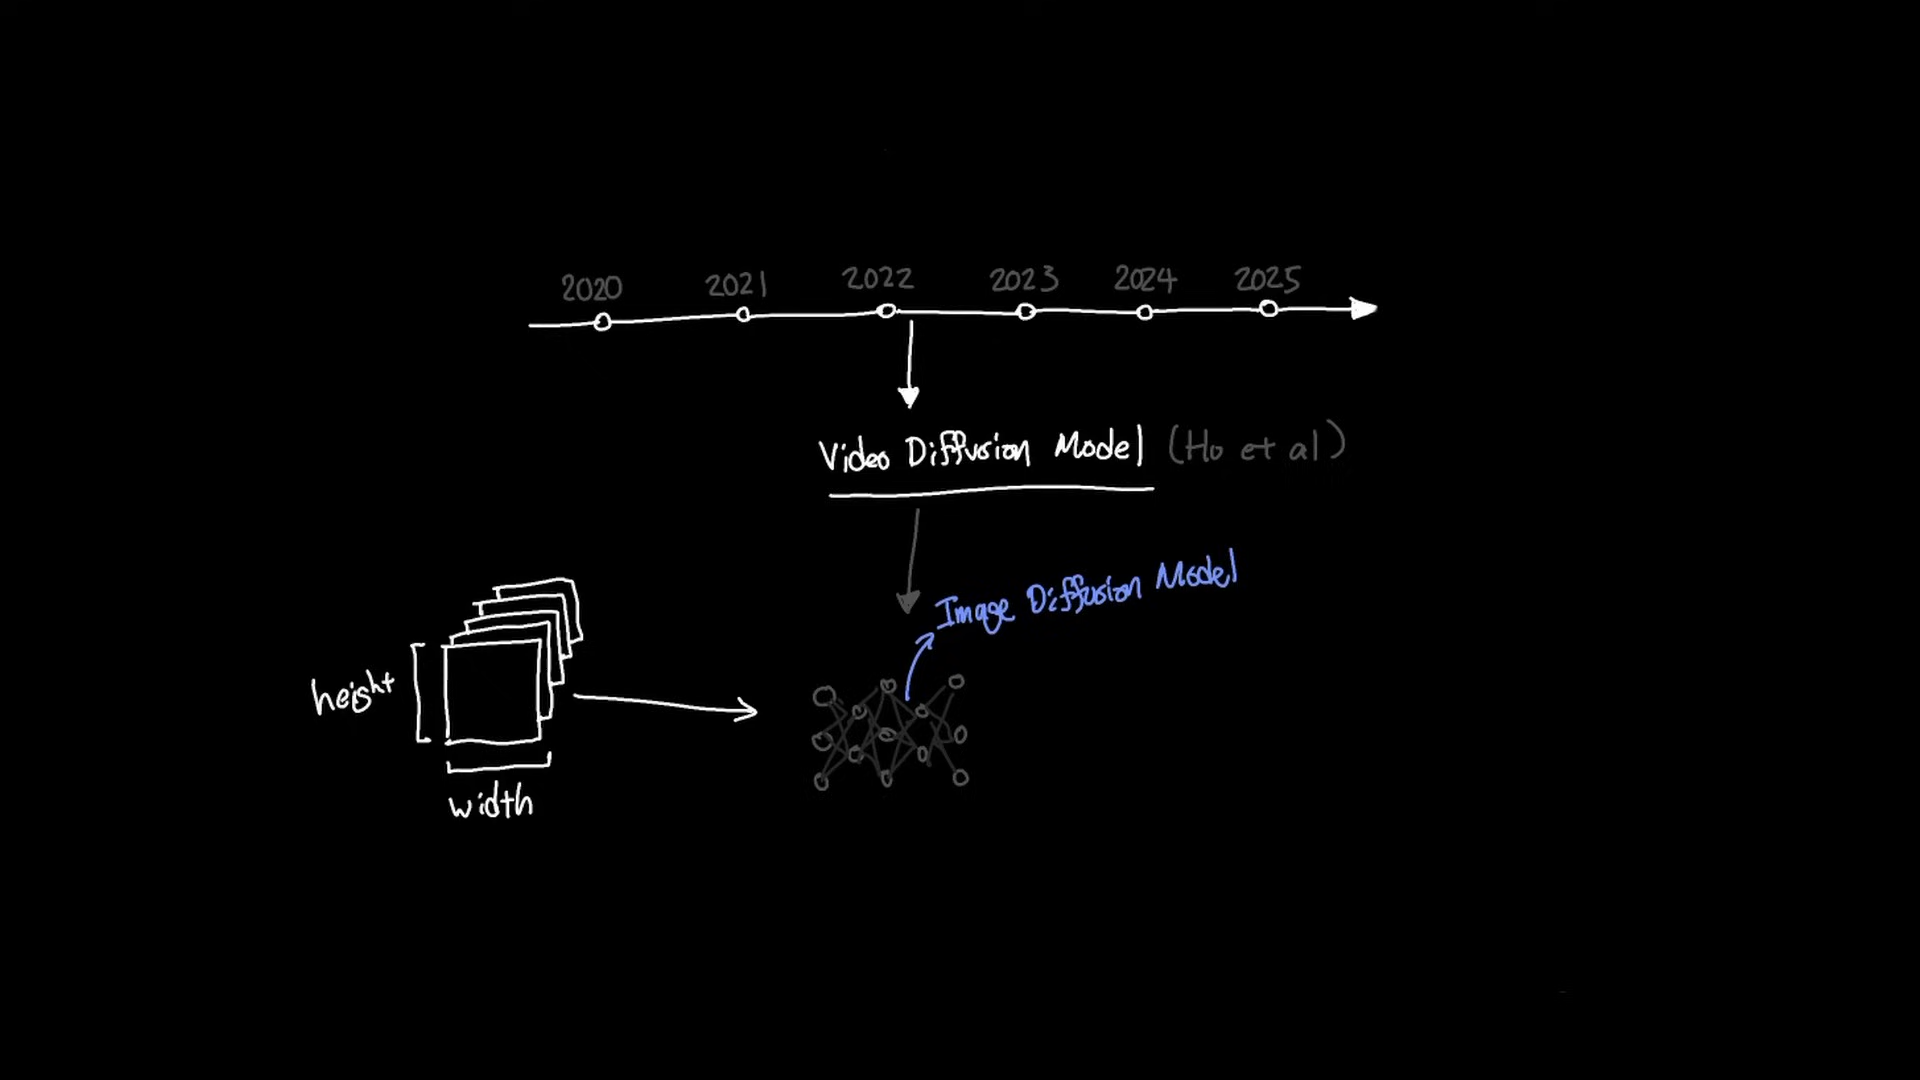 2020 2021 2022 2023 2024 2025
Video Diffusion Model (Ho et al)
Image Diffusion Model
height
width